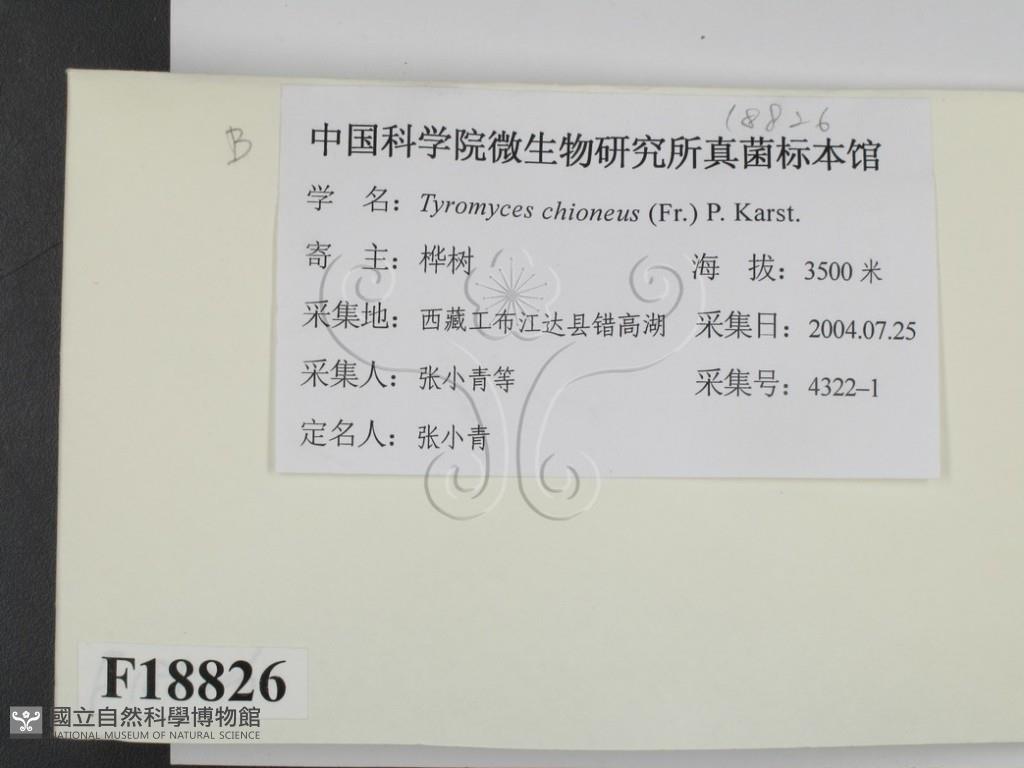 18826
B
中国科学院微生物研究所真菌标本馆
学 名：Tyromyces chioneus (Fr.) P. Karst.
寄 主：桦树 海 拔：3500 米
采集地：西藏工布江达县错高湖 采集日：2004.07.25
采集人：张小青等 采集号：4322–1
定名人：张小青
F18826
國立自然科學博物館
NATIONAL MUSEUM OF NATURAL SCIENCE